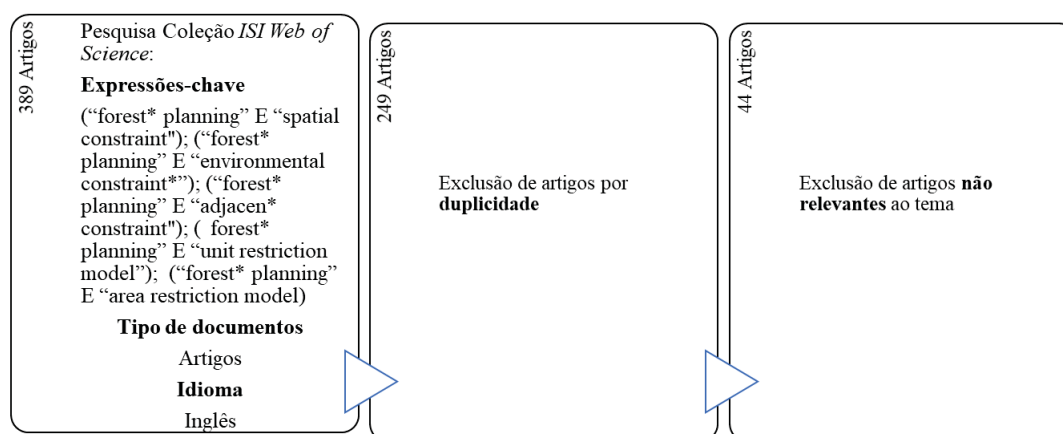 389 Artigos
Pesquisa Coleção ISI Web of
Science:
Expressões-chave
(“forest* planning” E “spatial
constraint"); (“forest*
planning” E “environmental
constraint*”); (“forest*
planning” E “adjacen*
constraint"); ( forest*
planning” E “unit restriction
model”); (“forest* planning”
E “area restriction model)
Tipo de documentos
Artigos
Idioma
Inglês
249 Artigos
Exclusão de artigos por
duplicidade
44 Artigos
Exclusão de artigos não
relevantes ao tema